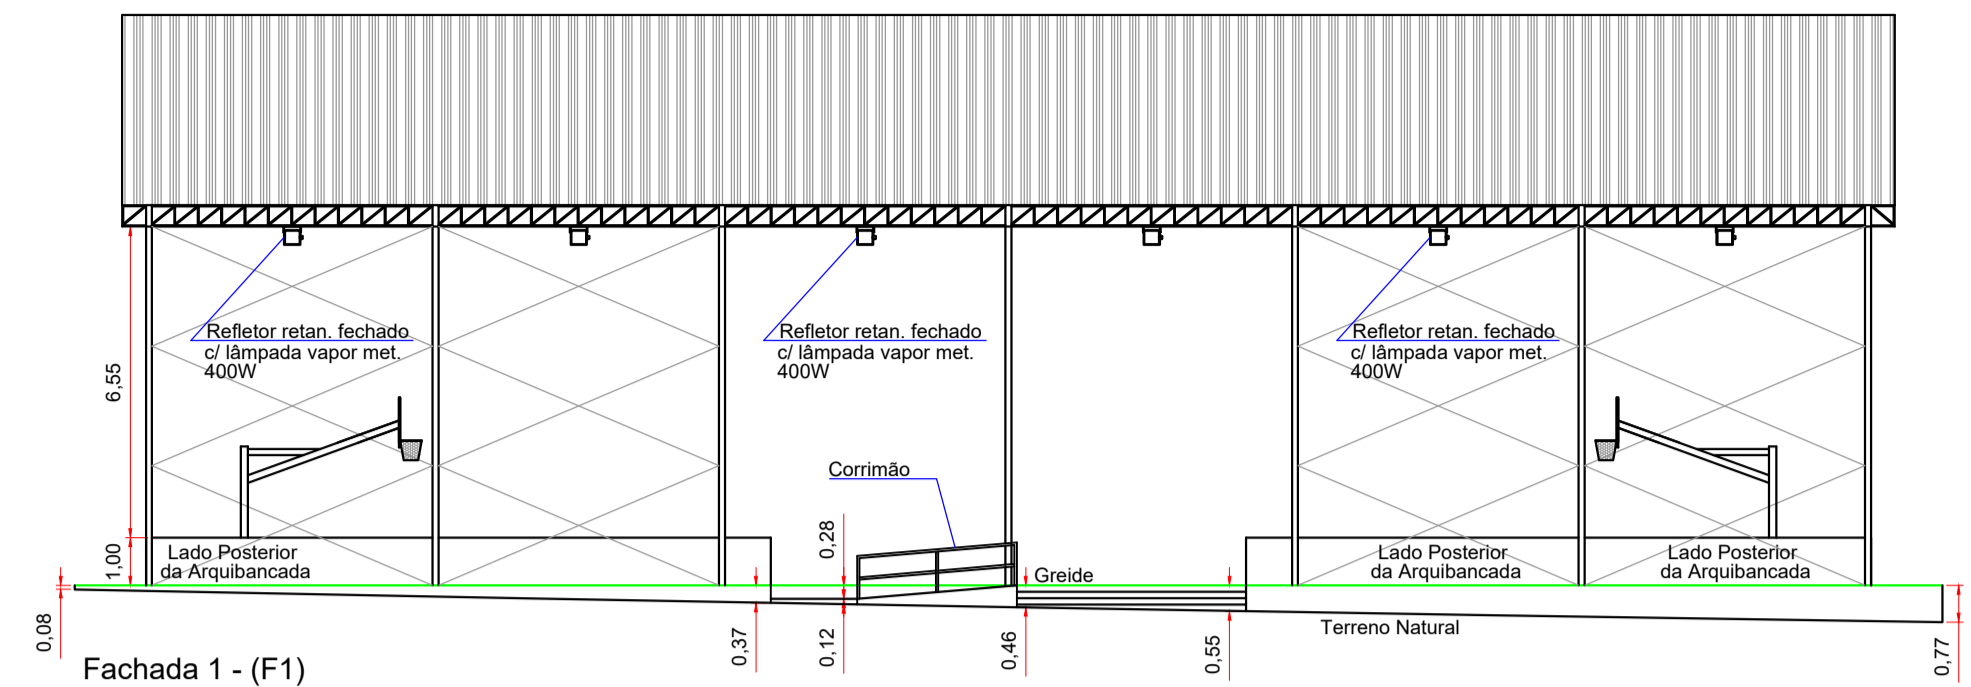 Refletor retan. fechado
c/ lâmpada vapor met.
400W
Refletor retan. fechado
c/ lâmpada vapor met.
400W
Refletor retan. fechado
c/ lâmpada vapor met.
400W
6,55
Corrimão
1,00
Lado Posterior
da Arquibancada
0,28
Greide
Lado Posterior
da Arquibancada
Lado Posterior
da Arquibancada
0,08
0,37
0,12
0,46
0,55
Terreno Natural
0,77
Fachada 1 - (F1)